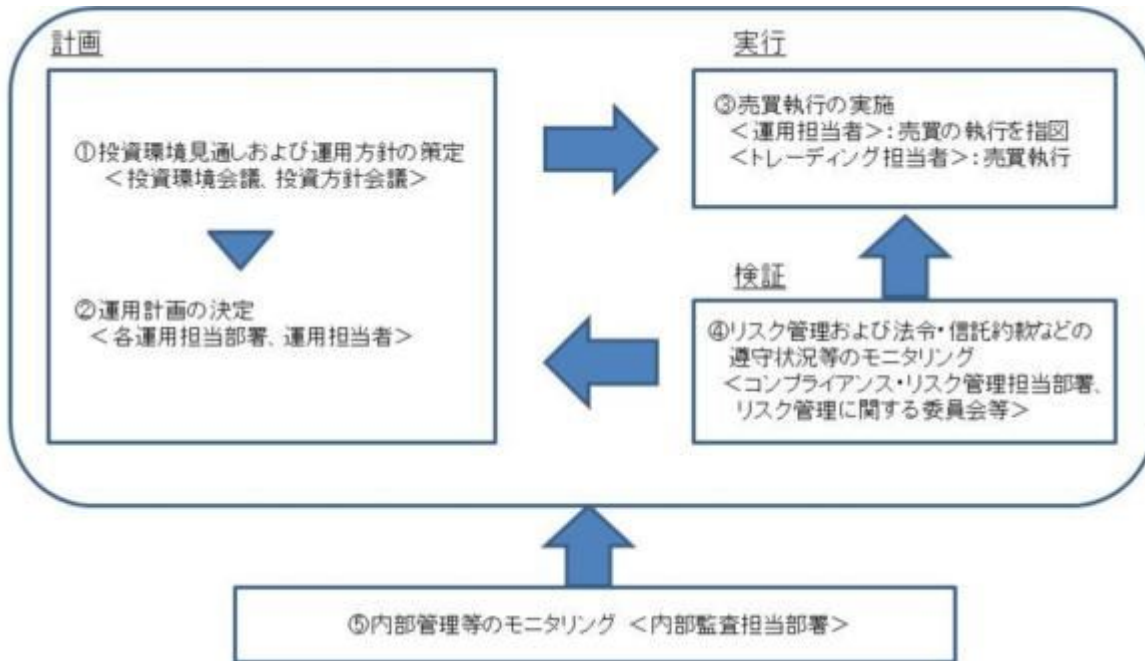 計画
①投資環境見通しおよび運用方針の策定
＜投資環境会議、投資方針会議＞
②運用計画の決定
＜各運用担当部署、運用担当者＞
実行
③売買執行の実施
＜運用担当者＞：売買の執行を指図
＜トレーディング担当者＞：売買執行
検証
④リスク管理および法令・信託約款などの
遵守状況等のモニタリング
＜コンプライアンス・リスク管理担当部署、
リスク管理に関する委員会等＞
⑤内部管理等のモニタリング ＜内部監査担当部署＞